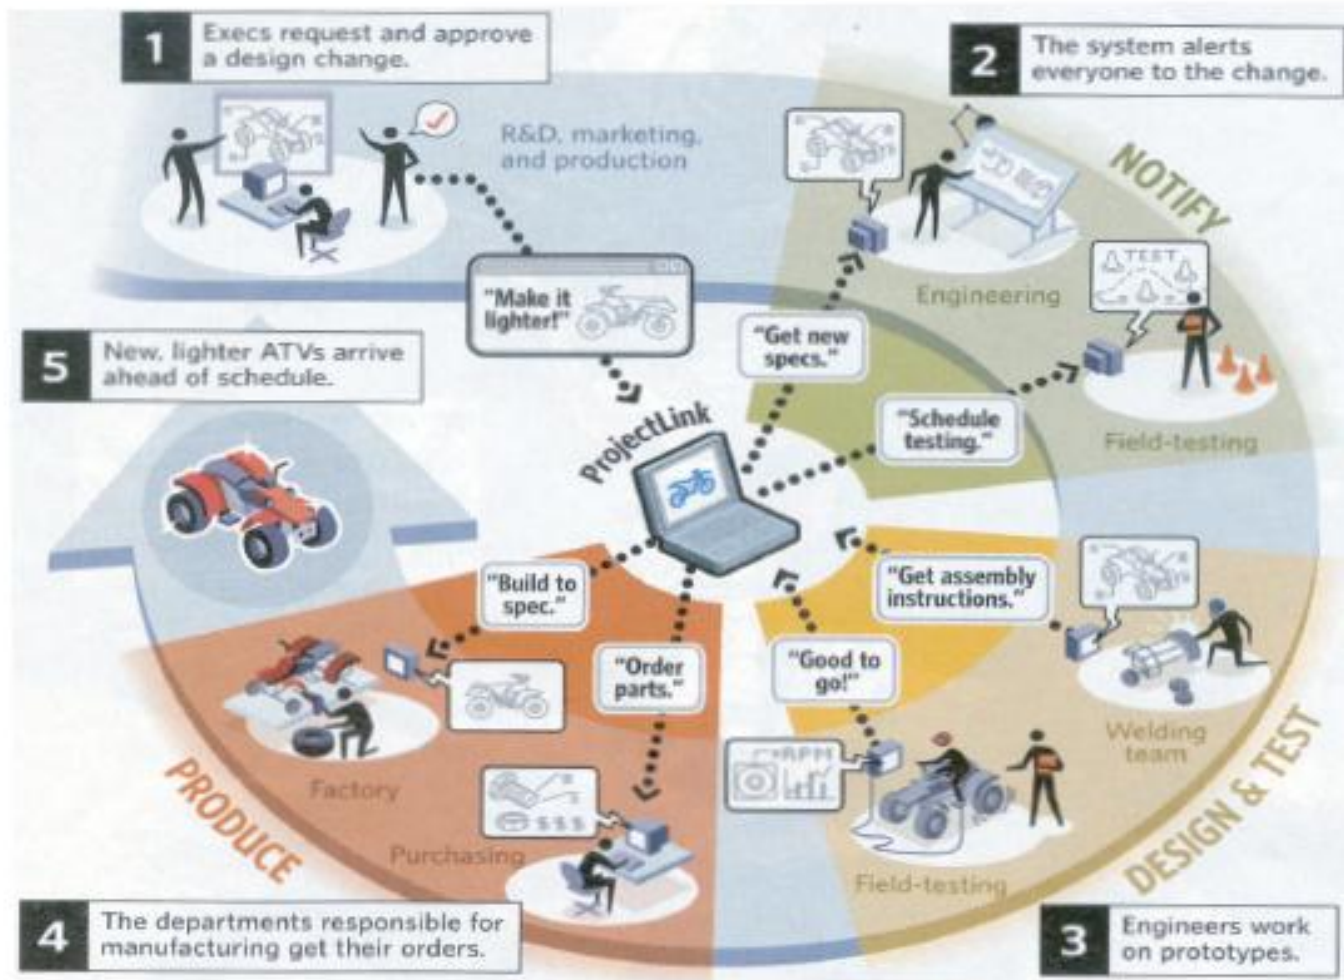 1
Execs request and approve
a design change.
2
The system alerts
everyone to the change.
R&D, marketing,
and production
NOTIFY
TEST
Engineering
"Make it
lighter!"
"Get new
specs."
5
New, lighter ATVs arrive
ahead of schedule.
"Schedule
testing."
Field-testing
ProjectLink
"Build to
spec."
"Get assembly
instructions."
"Order
parts."
"Good to
go!"
Welding
team
RPM
Factory
$$$
Purchasing
Field-testing
PRODUCE
DESIGN & TEST
4
The departments responsible for
manufacturing get their orders.
3
Engineers work
on prototypes.